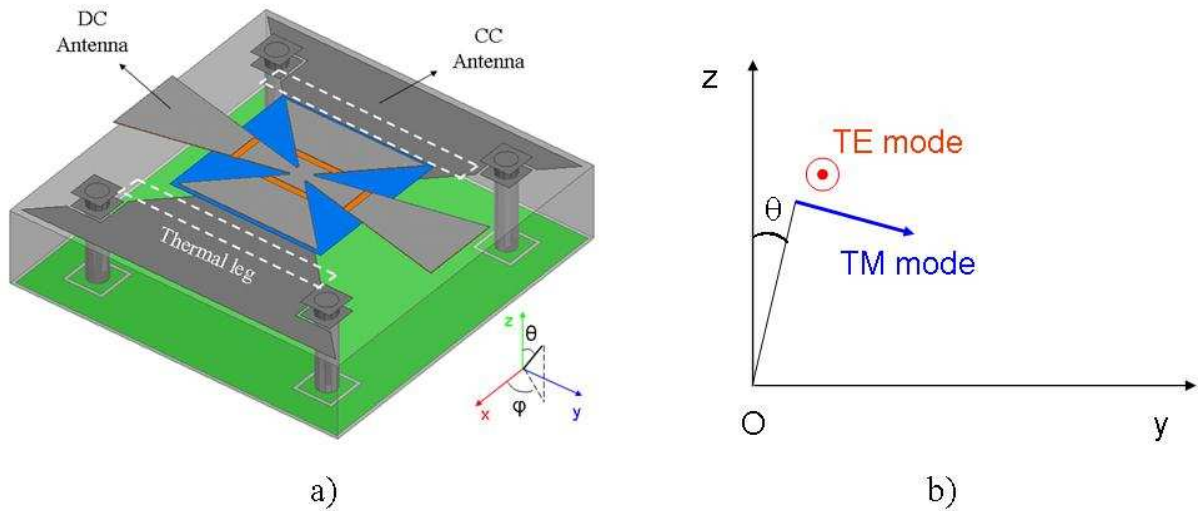 DC
Antenna
CC
Antenna
Thermal leg
z
θ
x
φ
y
a)
z
TE mode
θ
TM mode
O
y
b)